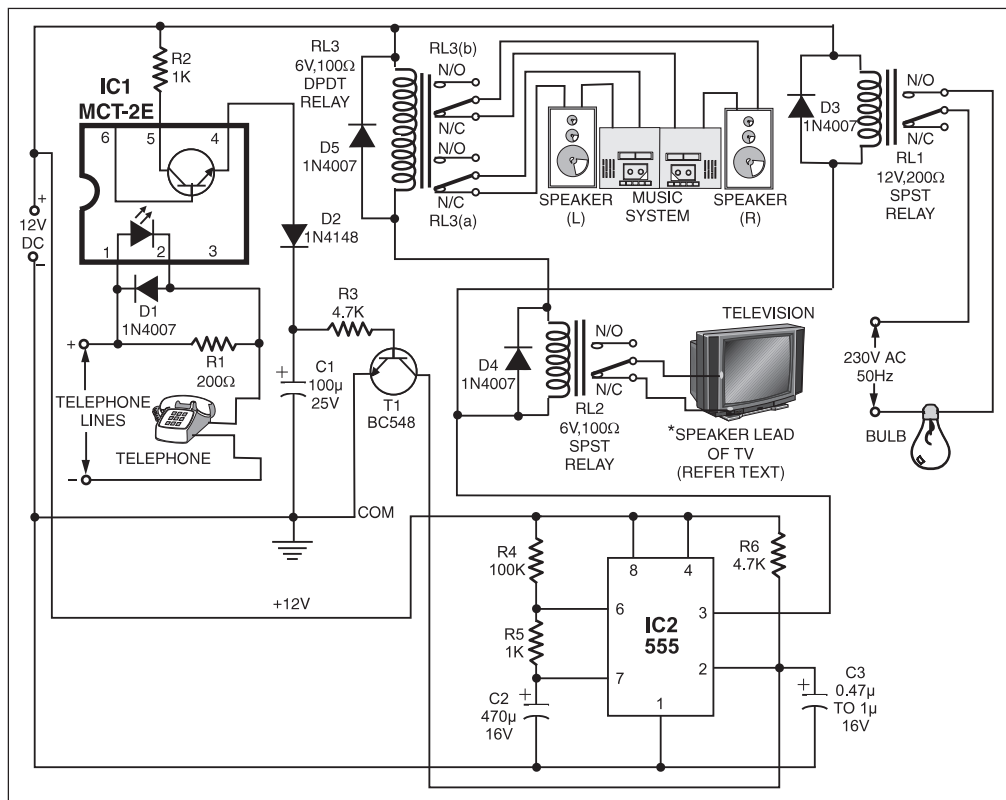 R2
1K
IC1
MCT-2E
6
5
4
1
2
3
+
12V
DC
−
D1
1N4007
+
R1
200Ω
TELEPHONE
LINES
TELEPHONE
−
RL3
6V,100Ω
DPDT
RELAY
D5
1N4007
RL3(b)
N/O
N/C
N/O
N/C
RL3(a)
SPEAKER
(L)
MUSIC
SYSTEM
SPEAKER
(R)
D3
1N4007
N/O
N/C
RL1
12V,200Ω
SPST
RELAY
D2
1N4148
R3
4.7K
+
C1
100µ
25V
T1
BC548
COM
D4
1N4007
N/O
N/C
RL2
6V,100Ω
SPST
RELAY
TELEVISION
*SPEAKER LEAD
OF TV
(REFER TEXT)
230V AC
50Hz
BULB
+12V
R4
100K
R5
1K
+
C2
470µ
16V
8
4
6
7
3
2
1
IC2
555
R6
4.7K
+
C3
0.47µ
TO 1µ
16V